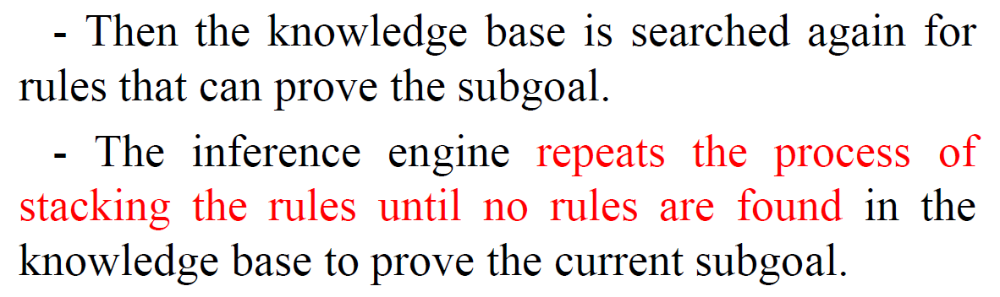 - Then the knowledge base is searched again for
rules that can prove the subgoal.
- The inference engine repeats the process of
stacking the rules until no rules are found in the
knowledge base to prove the current subgoal.